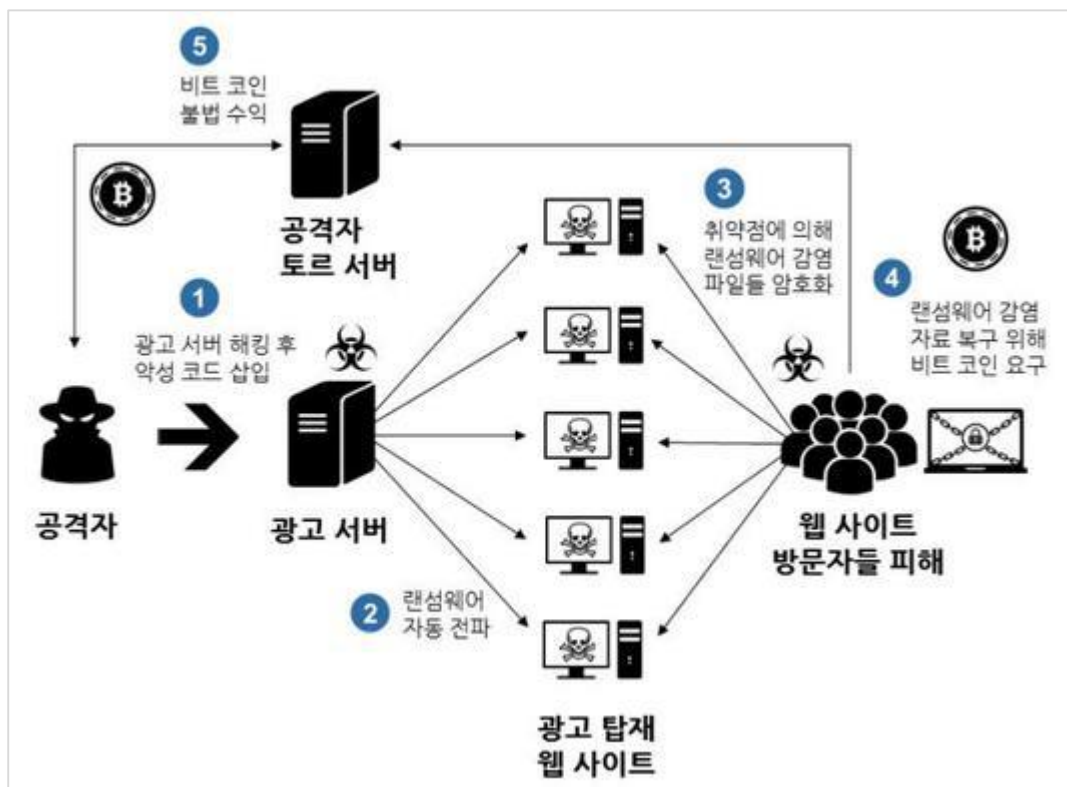 5
비트 코인
불법 수익
공격자
토르 서버
1
광고 서버 해킹 후
악성 코드 삽입
공격자
광고 서버
2
랜섬웨어
자동 전파
광고 탑재
웹 사이트
3
취약점에 의해
랜섬웨어 감염
파일들 암호화
4
랜섬웨어 감염
자료 복구 위해
비트 코인 요구
웹 사이트
방문자들 피해